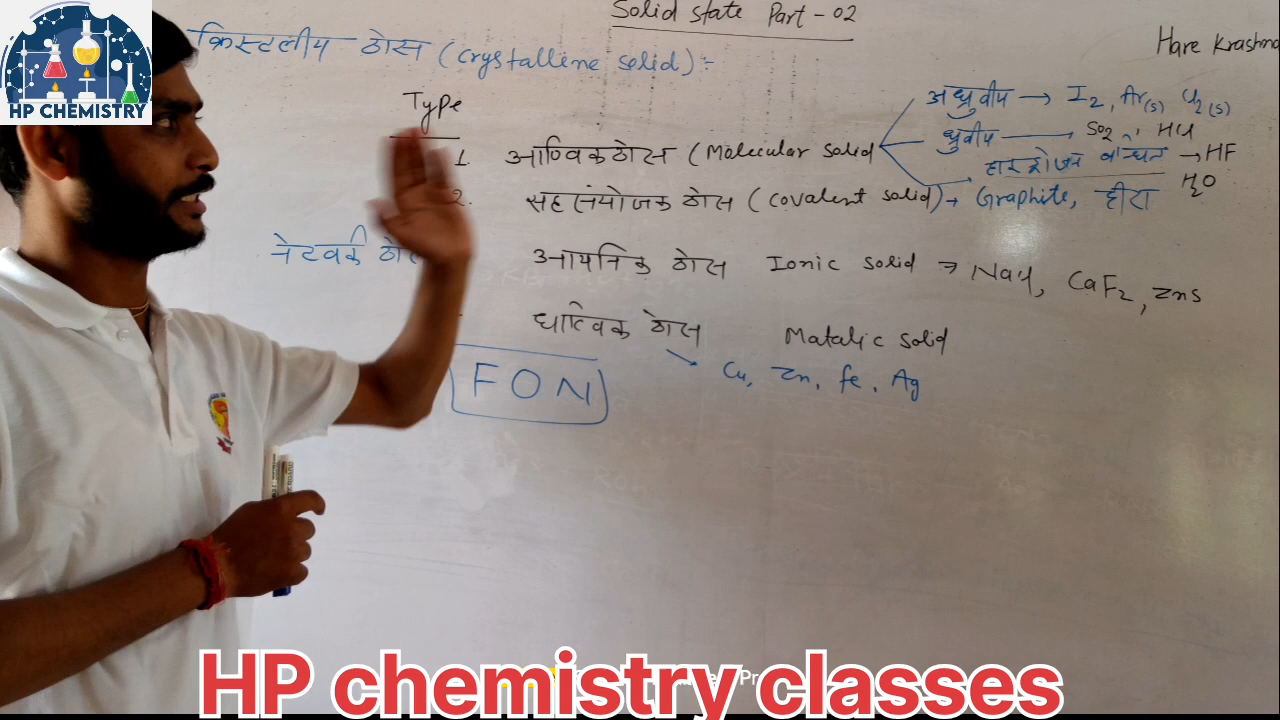 HP CHEMISTRY
Solid state Part - 02
Hare Krashna
क्रिस्टलीय ठोस (crystalline solid) :-
Type
1. आण्विक ठोस (Molecular solid
अध्रुवीय → I2, Ar(s) Cl2(s)
ध्रुवीय → SO2, HCl
हाइड्रोजन बन्धन → HF
H2O
2. सहसंयोजक ठोस (covalent solid) → Graphite, हीरा
नेटवर्क ठोस
आयनिक ठोस Ionic solid → NaCl, CaF2, Zns
धात्विक ठोस Matalic solid
Cu, Zn, Fe, Ag
FON
HP chemistry classes